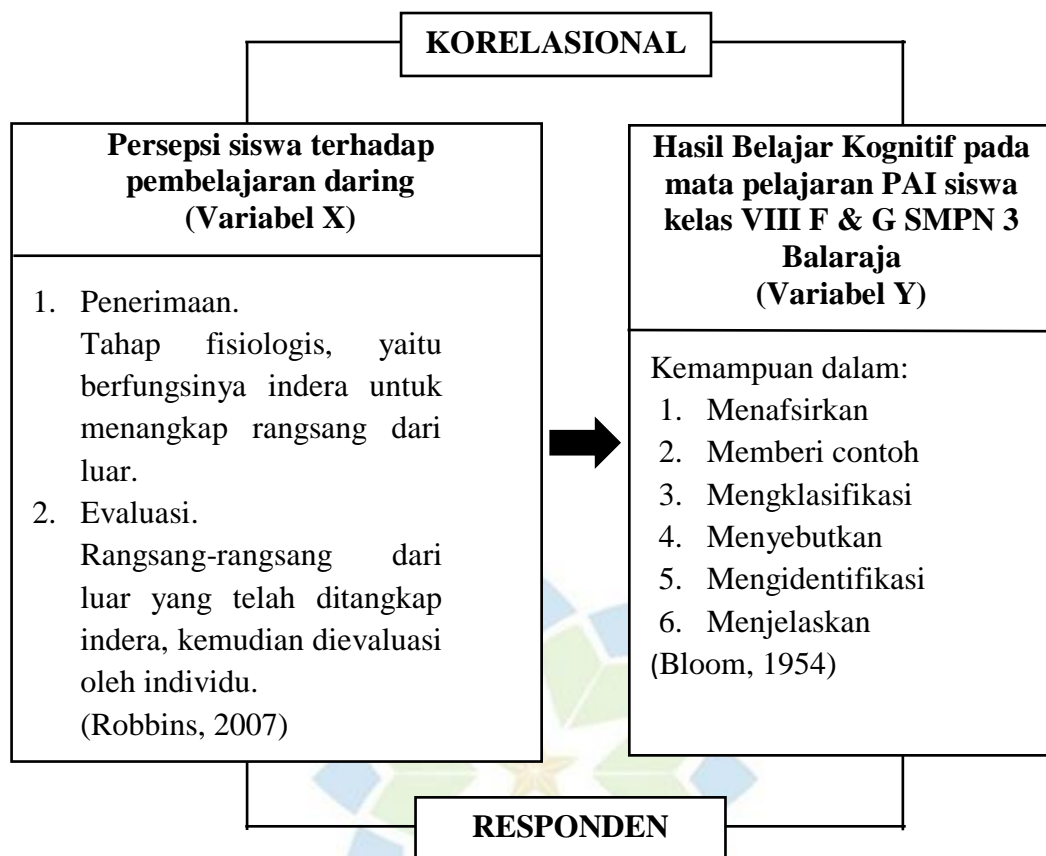 KORELASIONAL
Persepsi siswa terhadap
pembelajaran daring
(Variabel X)
1. Penerimaan.
Tahap fisiologis, yaitu
berfungsinya indera untuk
menangkap rangsang dari
luar.
2. Evaluasi.
Rangsang-rangsang dari
luar yang telah ditangkap
indera, kemudian dievaluasi
oleh individu.
(Robbins, 2007)
Hasil Belajar Kognitif pada
mata pelajaran PAI siswa
kelas VIII F & G SMPN 3
Balaraja
(Variabel Y)
Kemampuan dalam:
1. Menafsirkan
2. Memberi contoh
3. Mengklasifikasi
4. Menyebutkan
5. Mengidentifikasi
6. Menjelaskan
(Bloom, 1954)
RESPONDEN